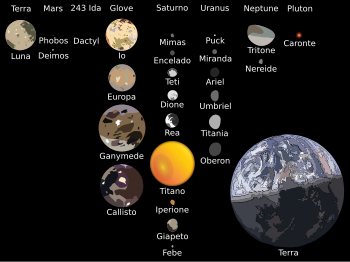 Terra Mars 243 Ida Glove Saturno Uranus Neptune Pluton
Luna
Phobos
Deimos
Dactyl
Io
Europa
Ganymede
Callisto
Mimas
Encelado
Teti
Dione
Rea
Titano
Iperione
Giapeto
Febe
Puck
Miranda
Ariel
Umbriel
Titania
Oberon
Tritone
Nereide
Caronte
Terra